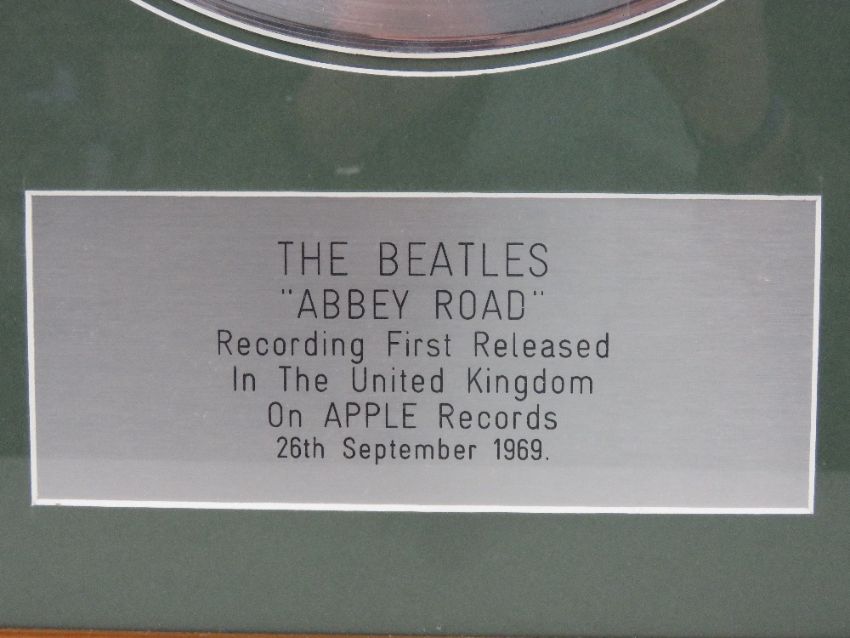 THE BEATLES
"ABBEY ROAD"
Recording First Released
In The United Kingdom
On APPLE Records
26th September 1969.